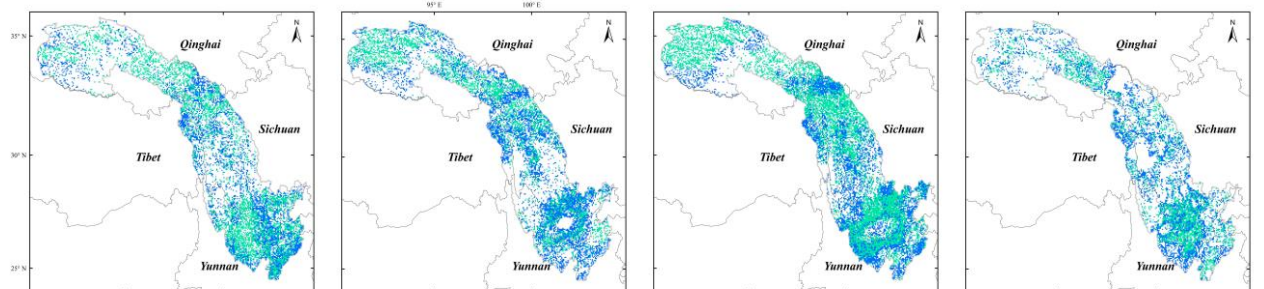 95° E 100° E
N N N N
35° N
Qinghai Qinghai Qinghai Qinghai
Sichuan Sichuan Sichuan Sichuan
30° N
Tibet Tibet Tibet Tibet
Yunnan Yunnan Yunnan Yunnan
25° N